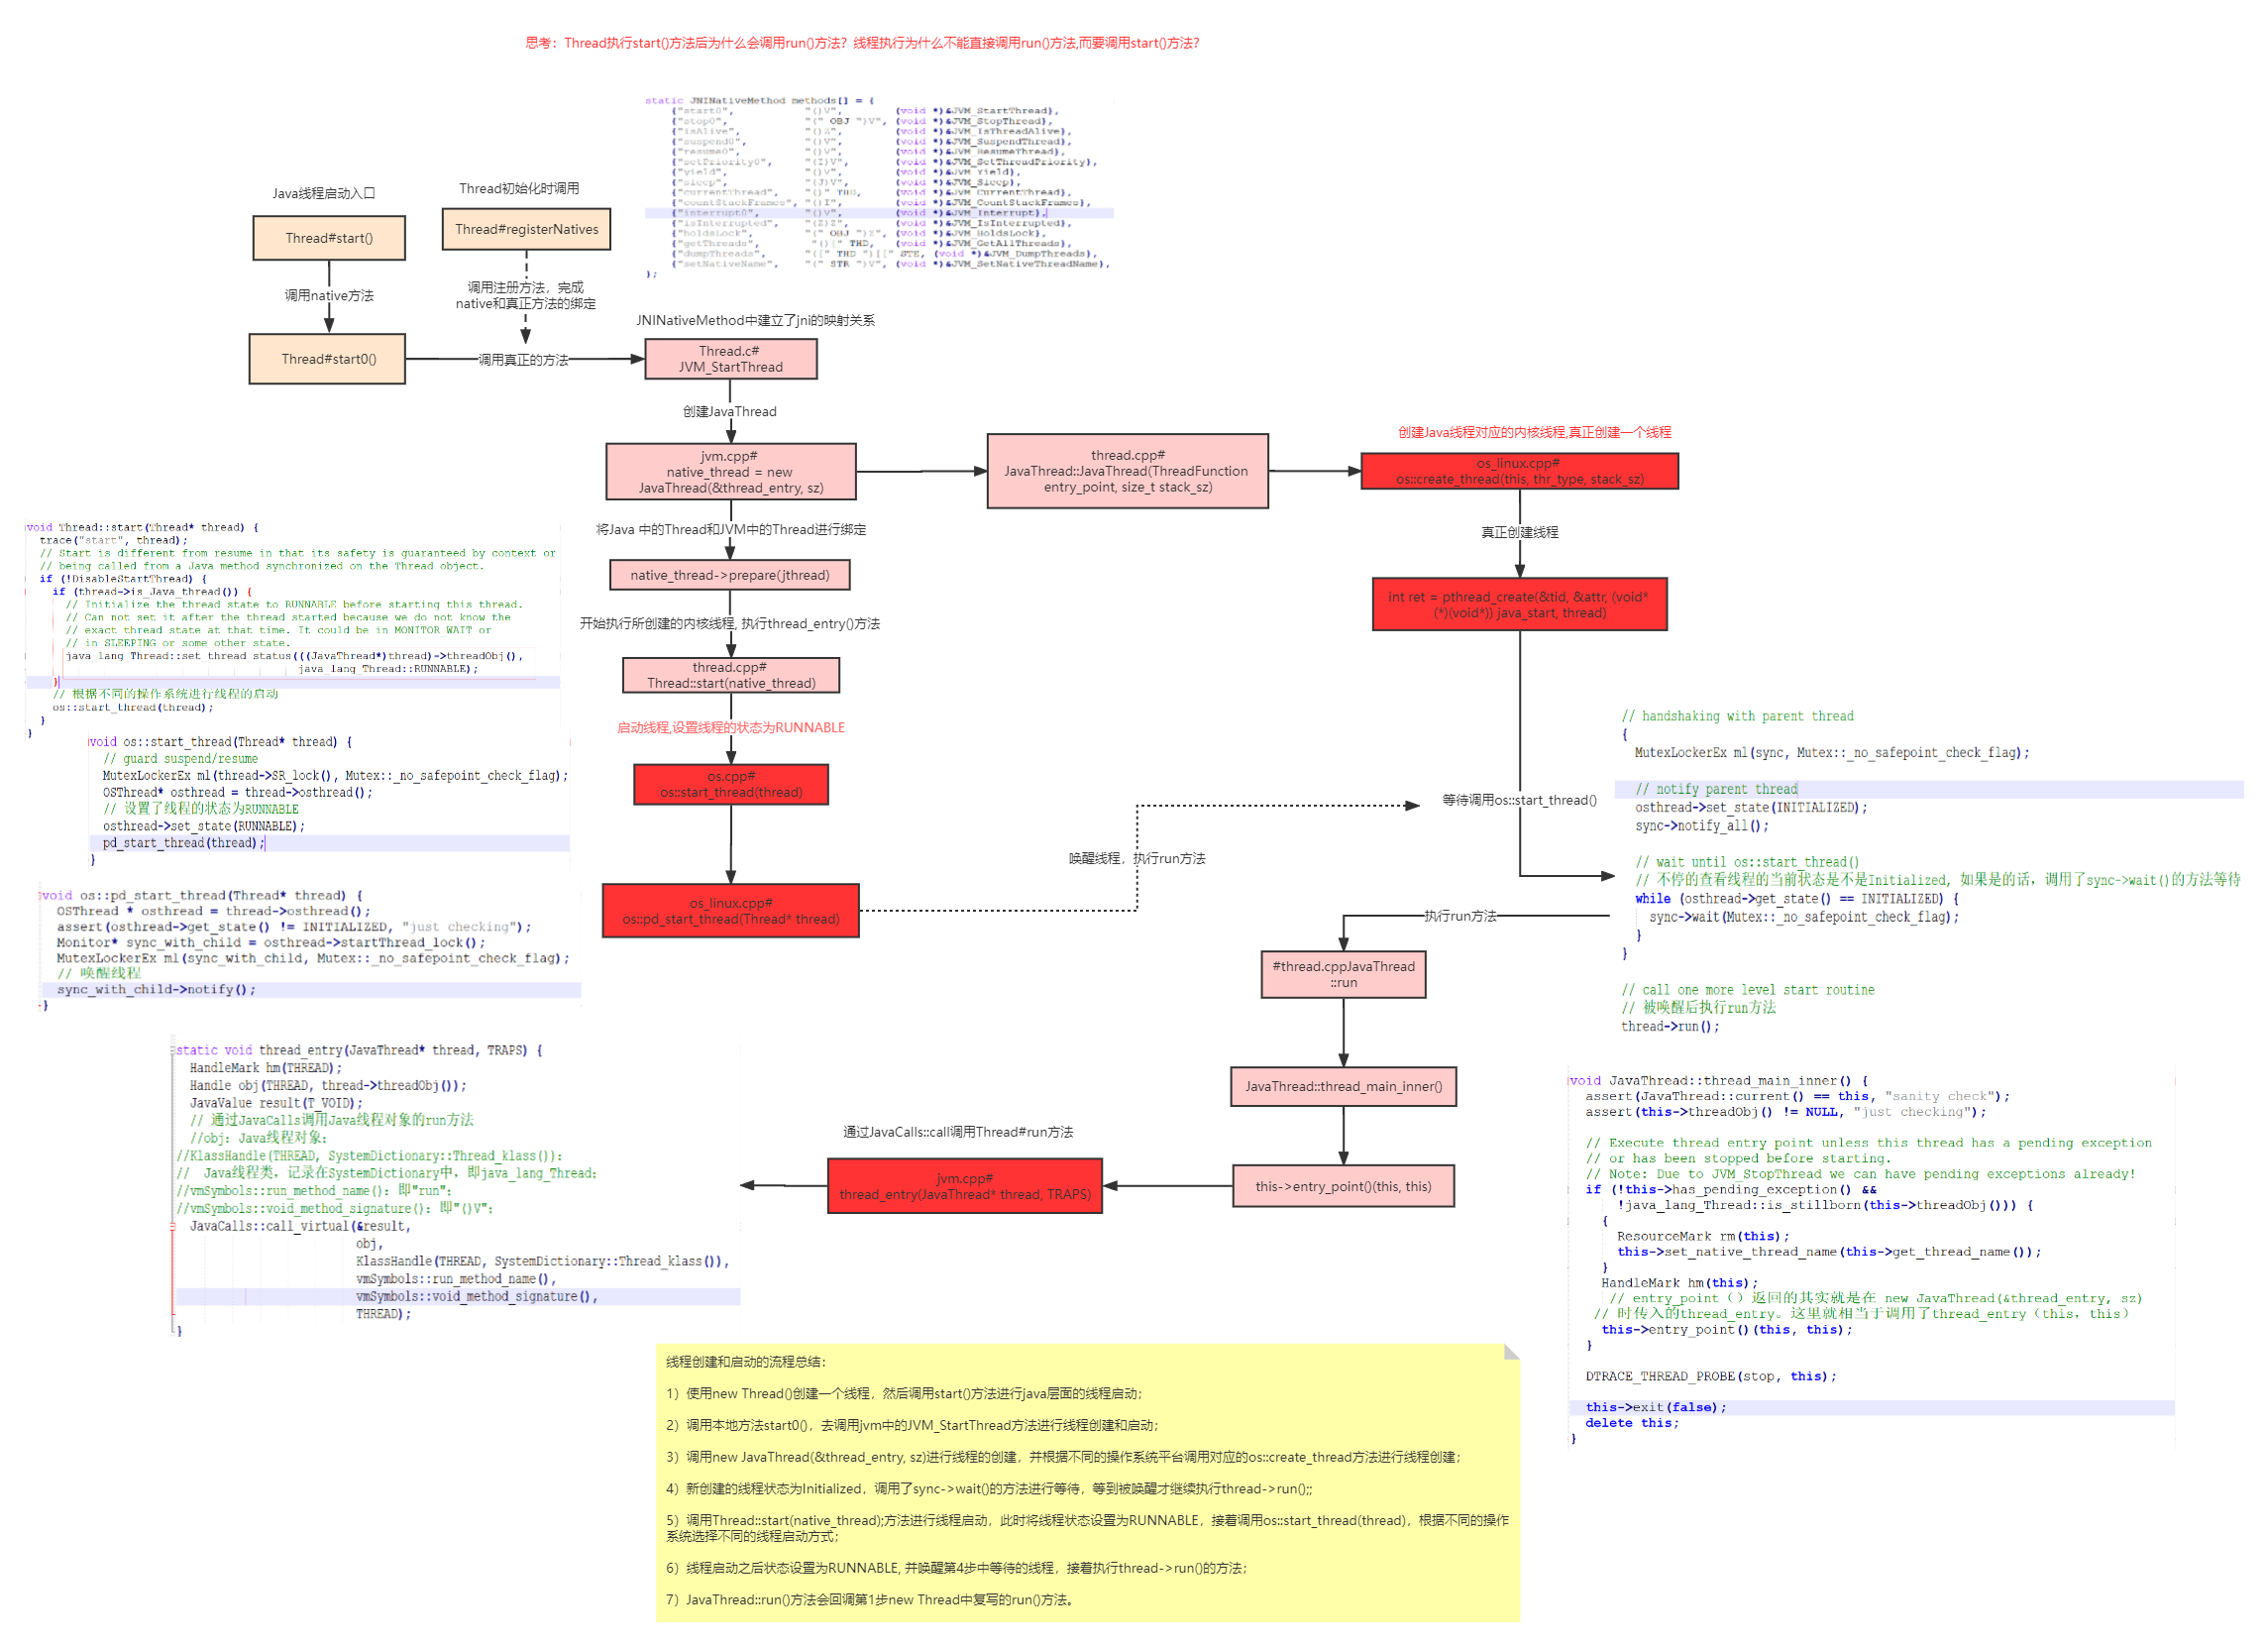 思考：Thread执行start()方法后为什么会调用run()方法？线程执行为什么不能直接调用run()方法,而要调用start()方法?
static JNINativeMethod methods[] = {
{"start0", "()V", (void *)&JVM_StartThread},
{"stop0", "(" OBJ ")V", (void *)&JVM_StopThread},
{"isAlive", "()Z", (void *)&JVM_IsThreadAlive},
{"suspend0", "()V", (void *)&JVM_SuspendThread},
{"resume0", "()V", (void *)&JVM_ResumeThread},
{"setPriority0", "(I)V", (void *)&JVM_SetThreadPriority},
{"yield", "()V", (void *)&JVM_Yield},
{"sleep", "(J)V", (void *)&JVM_Sleep},
{"currentThread", "()" THD, (void *)&JVM_CurrentThread},
{"countStackFrames", "()I", (void *)&JVM_CountStackFrames},
{"interrupt0", "()V", (void *)&JVM_Interrupt},
{"isInterrupted", "(Z)Z", (void *)&JVM_IsInterrupted},
{"holdsLock", "(" OBJ ")Z", (void *)&JVM_HoldsLock},
{"getThreads", "()[" THD, (void *)&JVM_GetAllThreads},
{"dumpThreads", "([" THD ")[[" STE, (void *)&JVM_DumpThreads},
{"setNativeName", "(" STR ")V", (void *)&JVM_SetNativeThreadName},
};
Java线程启动入口
Thread#start()
Thread初始化时调用
Thread#registerNatives
调用native方法
调用注册方法，完成
native和真正方法的绑定
JNINativeMethod中建立了jni的映射关系
Thread#start0()
调用真正的方法
Thread.c#
JVM_StartThread
创建JavaThread
jvm.cpp#
native_thread = new
JavaThread(&thread_entry, sz)
thread.cpp#
JavaThread::JavaThread(ThreadFunction
entry_point, size_t stack_sz)
创建Java线程对应的内核线程,真正创建一个线程
os_linux.cpp#
os::create_thread(this, thr_type, stack_sz)
真正创建线程
int ret = pthread_create(&tid, &attr, (void*
(*)(void*)) java_start, thread)
将Java 中的Thread和JVM中的Thread进行绑定
native_thread->prepare(jthread)
开始执行所创建的内核线程, 执行thread_entry()方法
thread.cpp#
Thread::start(native_thread)
启动线程,设置线程的状态为RUNNABLE
os.cpp#
os::start_thread(thread)
os_linux.cpp#
os::pd_start_thread(Thread* thread)
唤醒线程，执行run方法
等待调用os::start_thread()
void Thread::start(Thread* thread) {
trace("start", thread);
// Start is different from resume in that its safety is guaranteed by context or
// being called from a Java method synchronized on the Thread object.
if (!DisableStartThread) {
if (thread->is_Java_thread()) {
// Initialize the thread state to RUNNABLE before starting this thread.
// Can not set it after the thread started because we do not know the
// exact thread state at that time. It could be in MONITOR_WAIT or
// in SLEEPING or some other state.
java_lang_Thread::set_thread_status(((JavaThread*)thread)->threadObj(),
java_lang_Thread::RUNNABLE);
}
// 根据不同的操作系统进行线程的启动
os::start_thread(thread);
}
}
void os::start_thread(Thread* thread) {
// guard suspend/resume
MutexLockerEx ml(thread->SR_lock(), Mutex::_no_safepoint_check_flag);
OSThread* osthread = thread->osthread();
// 设置了线程的状态为RUNNABLE
osthread->set_state(RUNNABLE);
pd_start_thread(thread);
}
void os::pd_start_thread(Thread* thread) {
OSThread * osthread = thread->osthread();
assert(osthread->get_state() != INITIALIZED, "just checking");
Monitor* sync_with_child = osthread->startThread_lock();
MutexLockerEx ml(sync_with_child, Mutex::_no_safepoint_check_flag);
// 唤醒线程
sync_with_child->notify();
}
// handshaking with parent thread
{
MutexLockerEx ml(sync, Mutex::_no_safepoint_check_flag);
// notify parent thread
osthread->set_state(INITIALIZED);
sync->notify_all();
// wait until os::start_thread()
// 不停的查看线程的当前状态是不是Initialized, 如果是的话，调用了sync->wait()的方法等待
while (osthread->get_state() == INITIALIZED) {
sync->wait(Mutex::_no_safepoint_check_flag);
}
}
// call one more level start routine
// 被唤醒后执行run方法
thread->run();
执行run方法
#thread.cppJavaThread
::run
JavaThread::thread_main_inner()
this->entry_point()(this, this)
通过JavaCalls::call调用Thread#run方法
jvm.cpp#
thread_entry(JavaThread* thread, TRAPS)
static void thread_entry(JavaThread* thread, TRAPS) {
HandleMark hm(THREAD);
Handle obj(THREAD, thread->threadObj());
JavaValue result(T_VOID);
// 通过JavaCalls调用Java线程对象的run方法
//obj：Java线程对象；
//KlassHandle(THREAD, SystemDictionary::Thread_klass())：
// Java线程类，记录在SystemDictionary中，即java_lang_Thread；
//vmSymbols::run_method_name()：即"run"；
//vmSymbols::void_method_signature()：即"()V"；
JavaCalls::call_virtual(&result,
obj,
KlassHandle(THREAD, SystemDictionary::Thread_klass()),
vmSymbols::run_method_name(),
vmSymbols::void_method_signature(),
THREAD);
}
void JavaThread::thread_main_inner() {
assert(JavaThread::current() == this, "sanity check");
assert(this->threadObj() != NULL, "just checking");
// Execute thread entry point unless this thread has a pending exception
// or has been stopped before starting.
// Note: Due to JVM_StopThread we can have pending exceptions already!
if (!this->has_pending_exception() &&
!java_lang_Thread::is_stillborn(this->threadObj())) {
{
ResourceMark rm(this);
this->set_native_thread_name(this->get_thread_name());
}
HandleMark hm(this);
// entry_point（）返回的其实就是在 new JavaThread(&thread_entry, sz)
// 时传入的thread_entry。这里就相当于调用了thread_entry（this，this）
this->entry_point()(this, this);
}
DTRACE_THREAD_PROBE(stop, this);
this->exit(false);
delete this;
}
线程创建和启动的流程总结：
1）使用new Thread()创建一个线程，然后调用start()方法进行java层面的线程启动；
2）调用本地方法start0()，去调用jvm中的JVM_StartThread方法进行线程创建和启动；
3）调用new JavaThread(&thread_entry, sz)进行线程的创建，并根据不同的操作系统平台调用对应的os::create_thread方法进行线程创建；
4）新创建的线程状态为Initialized，调用了sync->wait()的方法进行等待，等到被唤醒才继续执行thread->run();;
5）调用Thread::start(native_thread);方法进行线程启动，此时将线程状态设置为RUNNABLE，接着调用os::start_thread(thread)，根据不同的操作
系统选择不同的线程启动方式；
6）线程启动之后状态设置为RUNNABLE, 并唤醒第4步中等待的线程，接着执行thread->run()的方法；
7）JavaThread::run()方法会回调第1步new Thread中复写的run()方法。